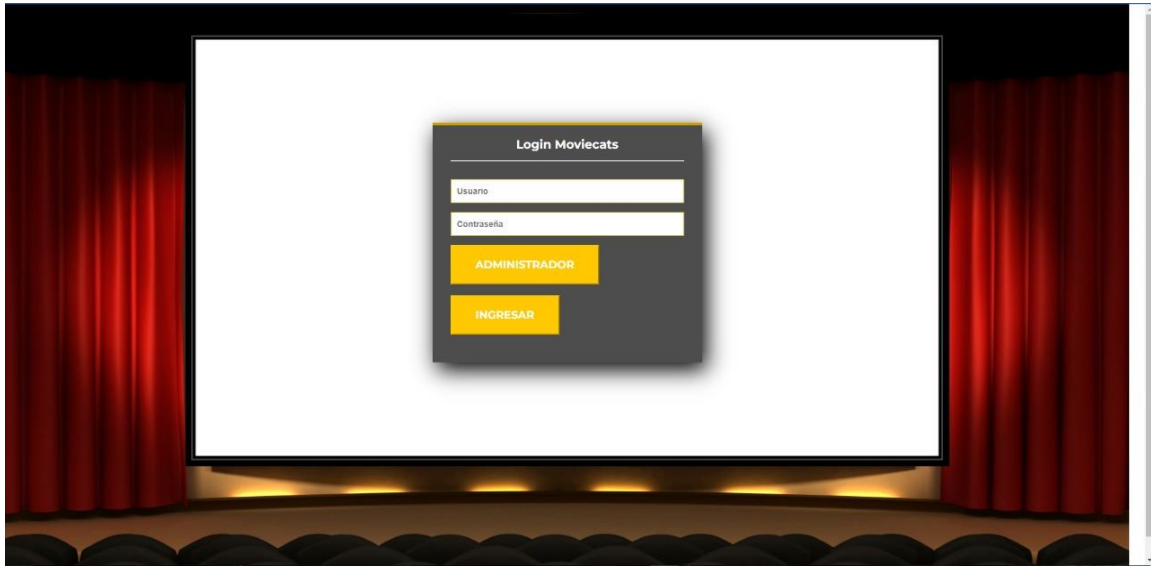 Login Moviecats
Usuario
Contraseña
ADMINISTRADOR
INGRESAR